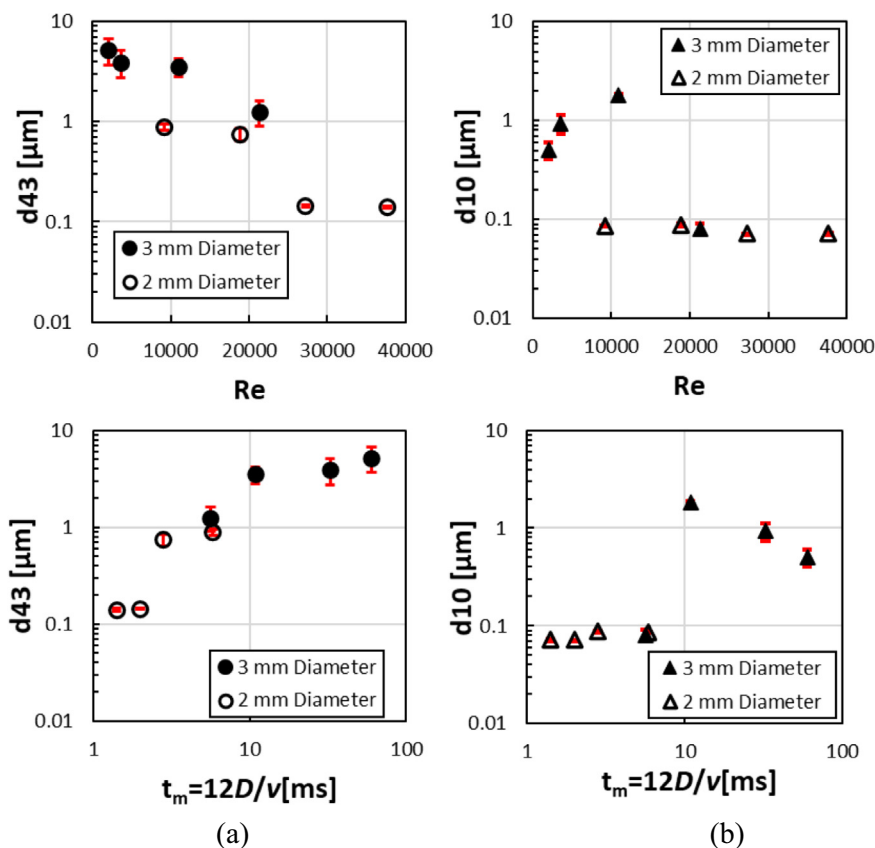 10
1
0.1
0.01
d43 [µm]
0 10000 20000 30000 40000
Re
3 mm Diameter
2 mm Diameter
10
1
0.1
0.01
d10 [µm]
0 10000 20000 30000 40000
Re
3 mm Diameter
2 mm Diameter
10
1
0.1
0.01
d43 [µm]
1 10 100
tm=12D/v[ms]
3 mm Diameter
2 mm Diameter
(a)
10
1
0.1
0.01
d10 [µm]
1 10 100
tm=12D/v[ms]
3 mm Diameter
2 mm Diameter
(b)